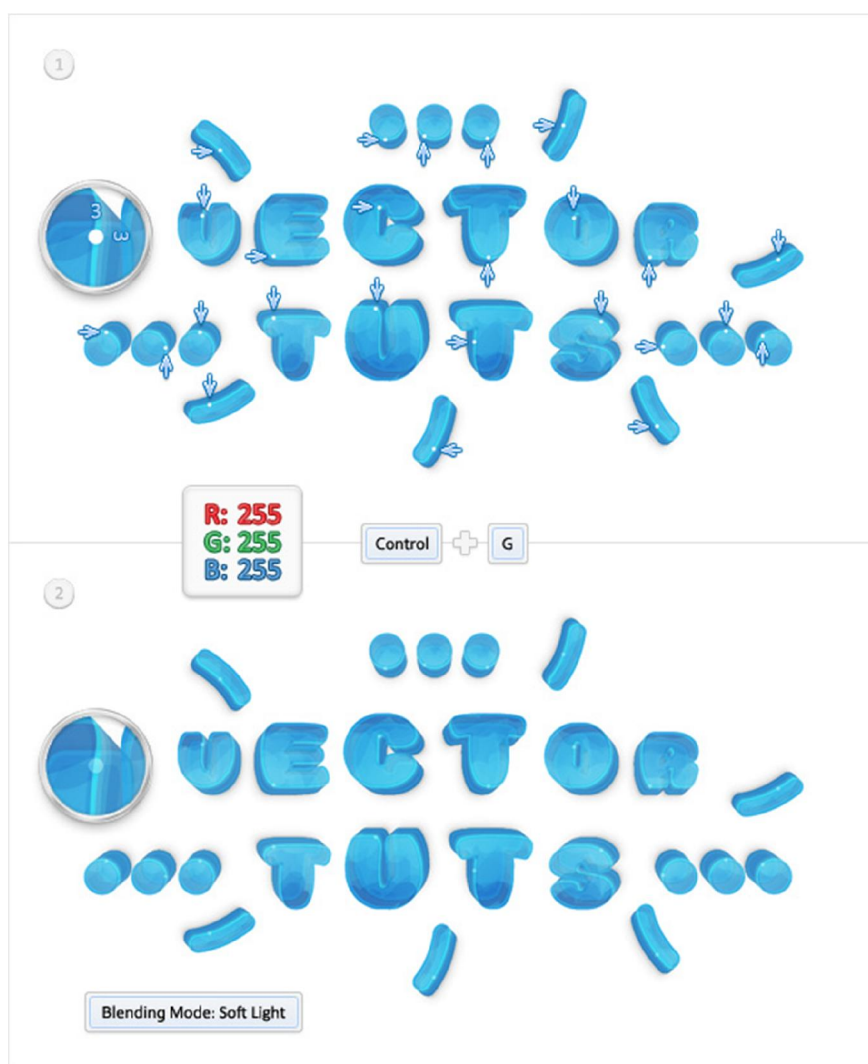 1
3
3
VECTOR
TUTS
R: 255
G: 255
B: 255
Control + G
2
VECTOR
TUTS
Blending Mode: Soft Light